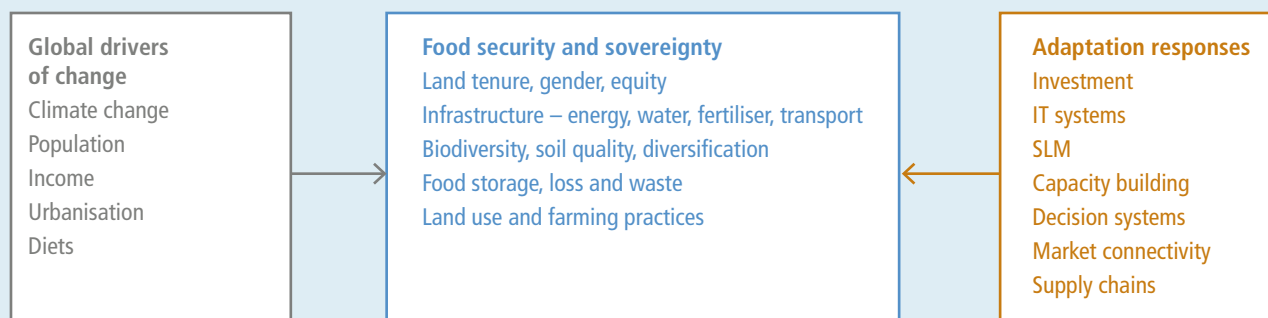 Global drivers
of change
Climate change
Population
Income
Urbanisation
Diets
Food security and sovereignty
Land tenure, gender, equity
Infrastructure – energy, water, fertiliser, transport
Biodiversity, soil quality, diversification
Food storage, loss and waste
Land use and farming practices
Adaptation responses
Investment
IT systems
SLM
Capacity building
Decision systems
Market connectivity
Supply chains